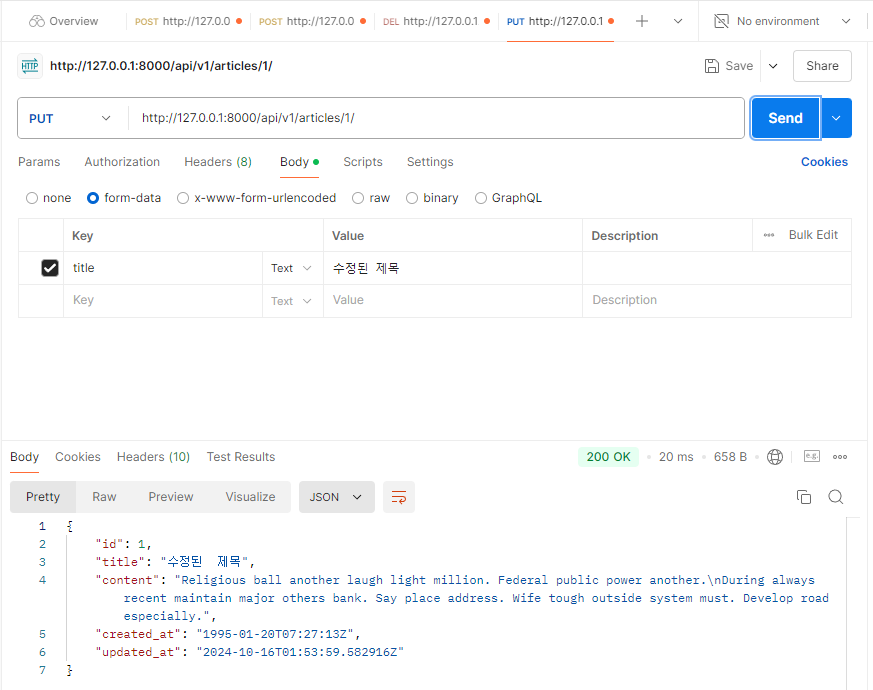 Overview POST http://127.0.0 POST http://127.0.0 DEL http://127.0.0.1 PUT http://127.0.0.1 No environment
HTTP http://127.0.0.1:8000/api/v1/articles/1/ Save Share
PUT http://127.0.0.1:8000/api/v1/articles/1/ Send
Params Authorization Headers (8) Body Scripts Settings Cookies
none form-data x-www-form-urlencoded raw binary GraphQL
Key Value Description Bulk Edit
title Text 수정된 제목
Key Text Value Description
Body Cookies Headers (10) Test Results 200 OK 20 ms 658 B e.g.
Pretty Raw Preview Visualize JSON
1 {
2 "id": 1,
3 "title": "수정된 제목",
4 "content": "Religious ball another laugh light million. Federal public power another.\nDuring always
recent maintain major others bank. Say place address. Wife tough outside system must. Develop road
especially.",
5 "created_at": "1995-01-20T07:27:13Z",
6 "updated_at": "2024-10-16T01:53:59.582916Z"
7 }